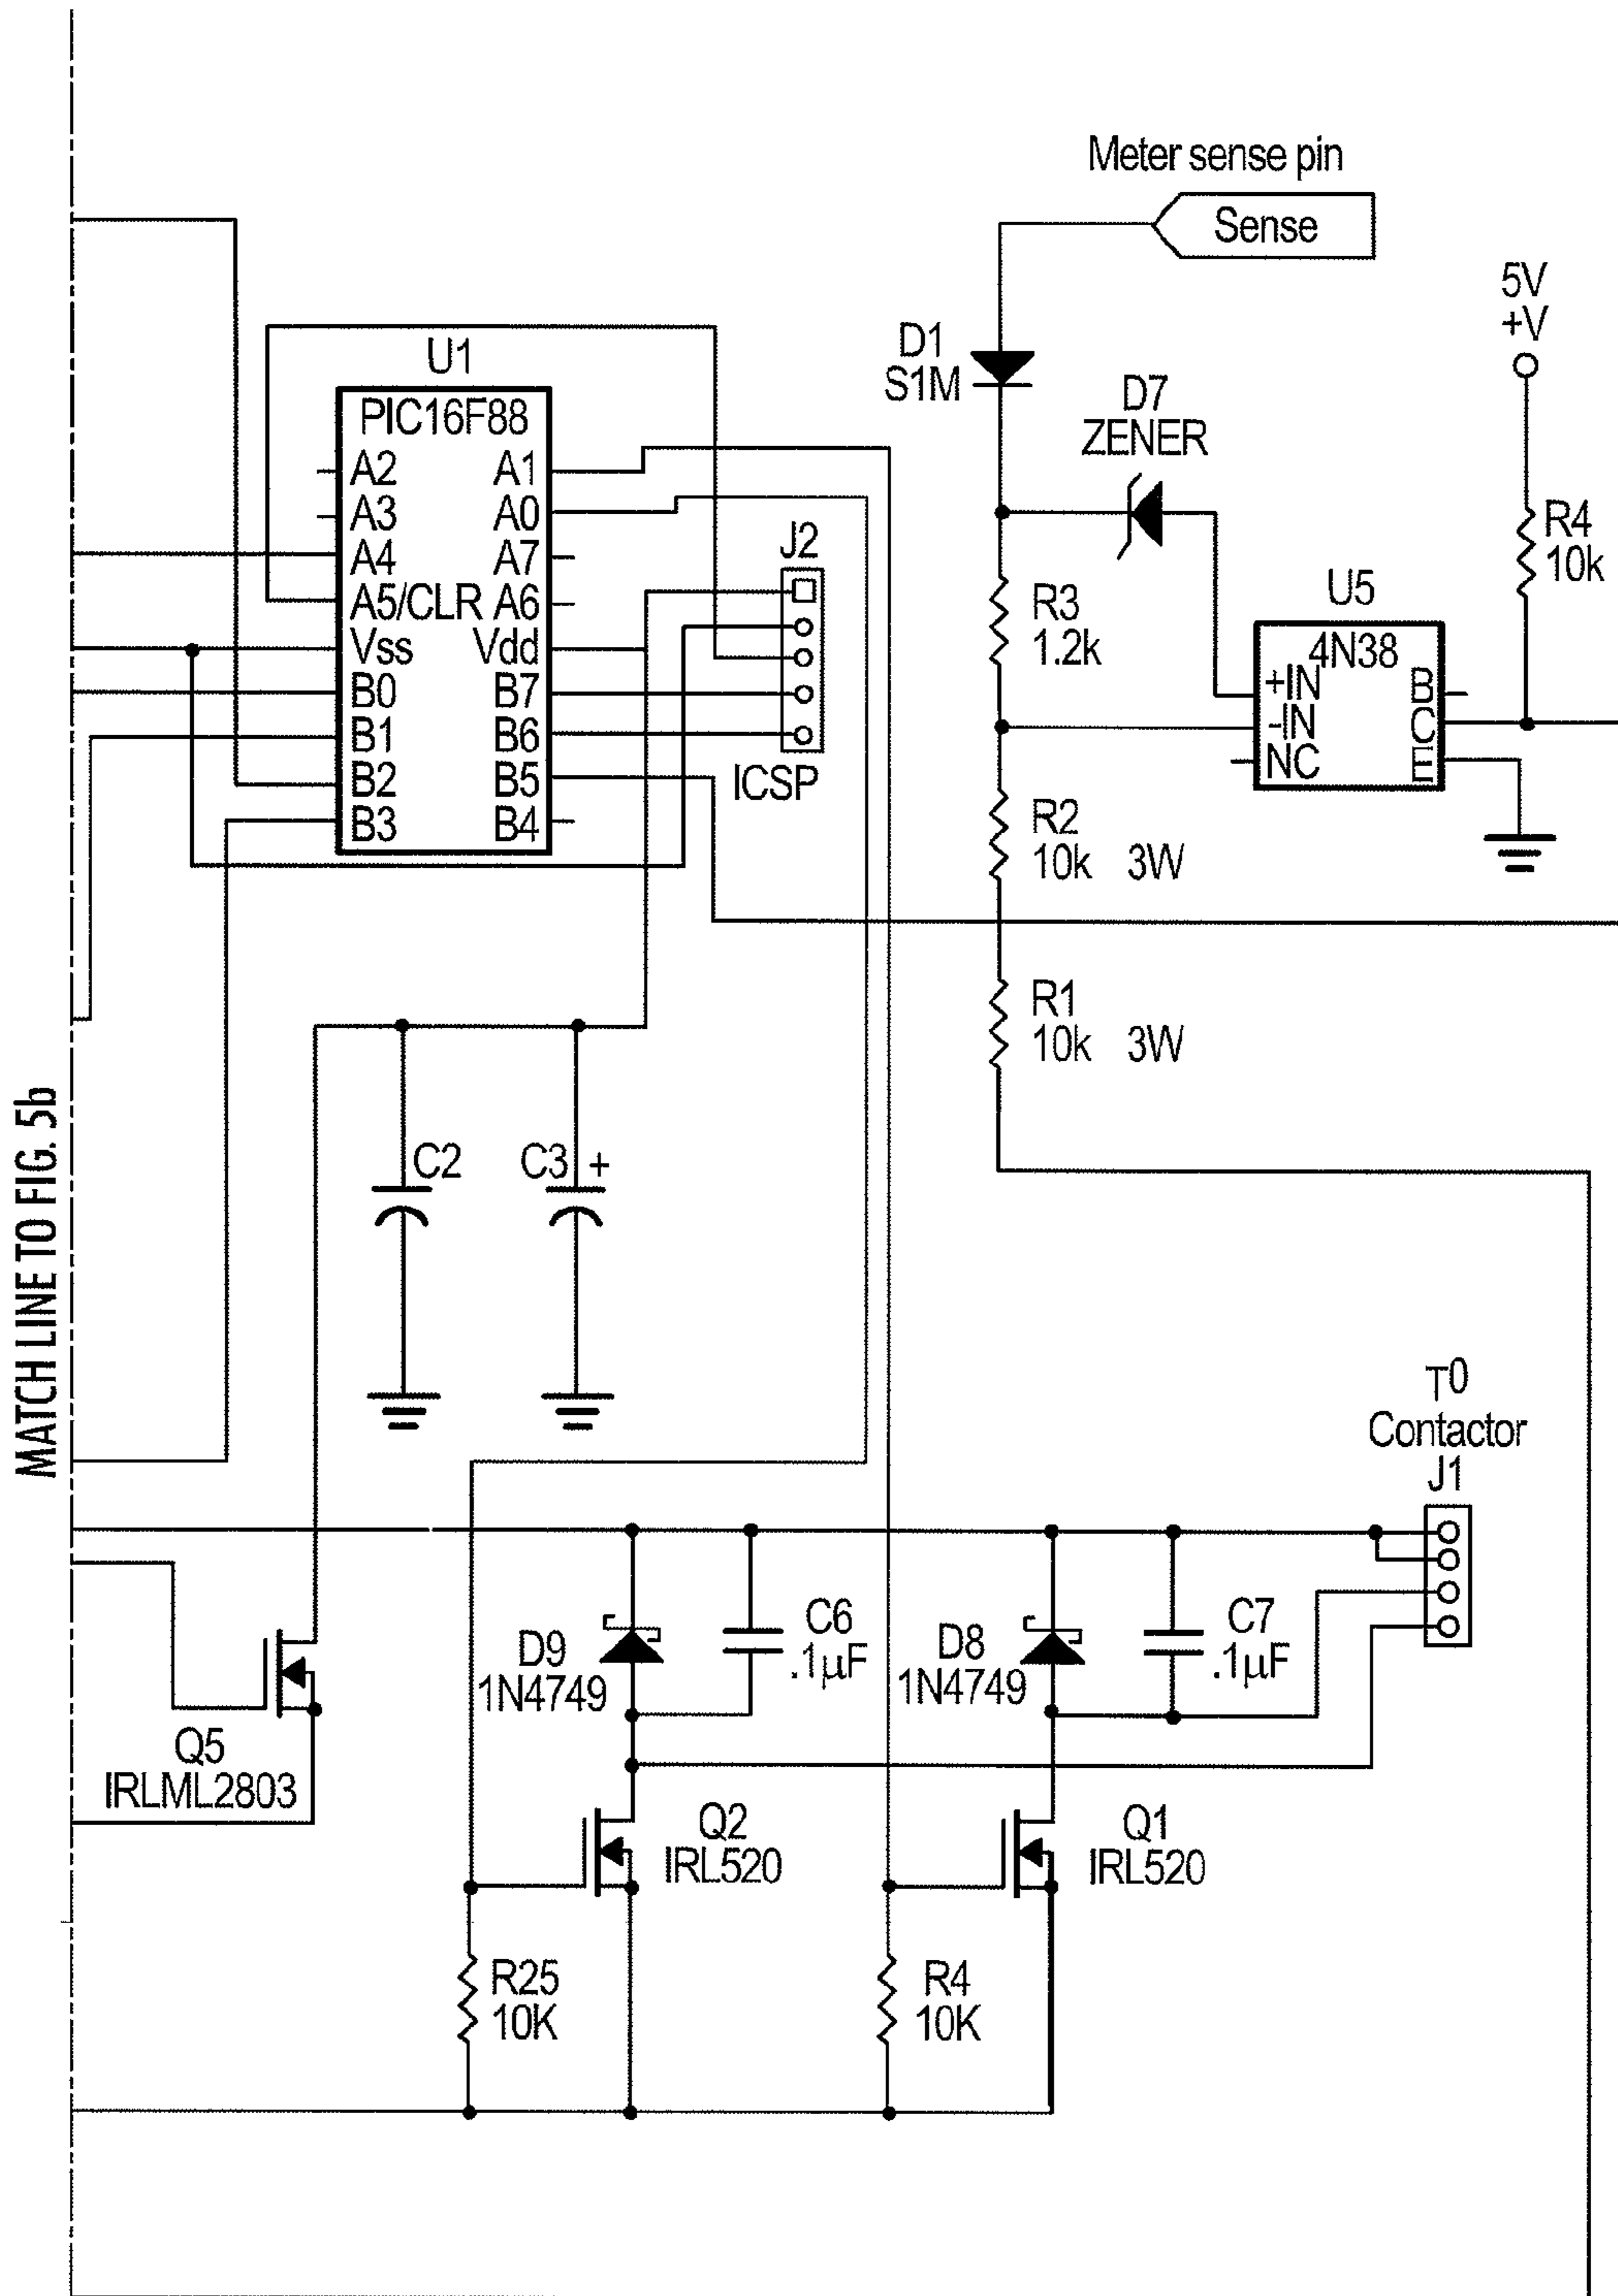 Meter sense pin
Sense
5V
+V
D1
S1M
D7
ZENER
R4
10k
U1
PIC16F88
A2 A1
A3 A0
A4 A7
A5/CLR A6
Vss Vdd
B0 B7
B1 B6
B2 B5
B3 B4
J2
ICSP
R3
1.2k
U5
4N38
+IN B
-IN C
NC E
R2
10k 3W
R1
10k 3W
MATCH LINE TO FIG. 5b
C2
C3 +
T0
Contactor
J1
D9
1N4749
C6
.1µF
D8
1N4749
C7
.1µF
Q5
IRLML2803
Q2
IRL520
Q1
IRL520
R25
10K
R4
10K